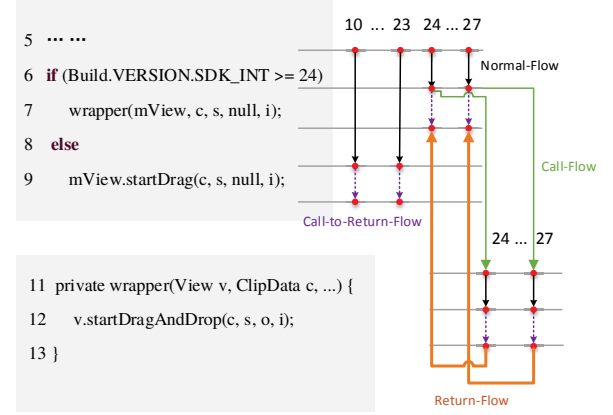 10 ... 23 24 ... 27
5 ... ...
6 if (Build.VERSION.SDK_INT >= 24)
Normal-Flow
7 wrapper(mView, c, s, null, i);
8 else
9 mView.startDrag(c, s, null, i);
Call-Flow
Call-to-Return-Flow
24 ... 27
11 private wrapper(View v, ClipData c, ...) {
12 v.startDragAndDrop(c, s, o, i);
13 }
Return-Flow